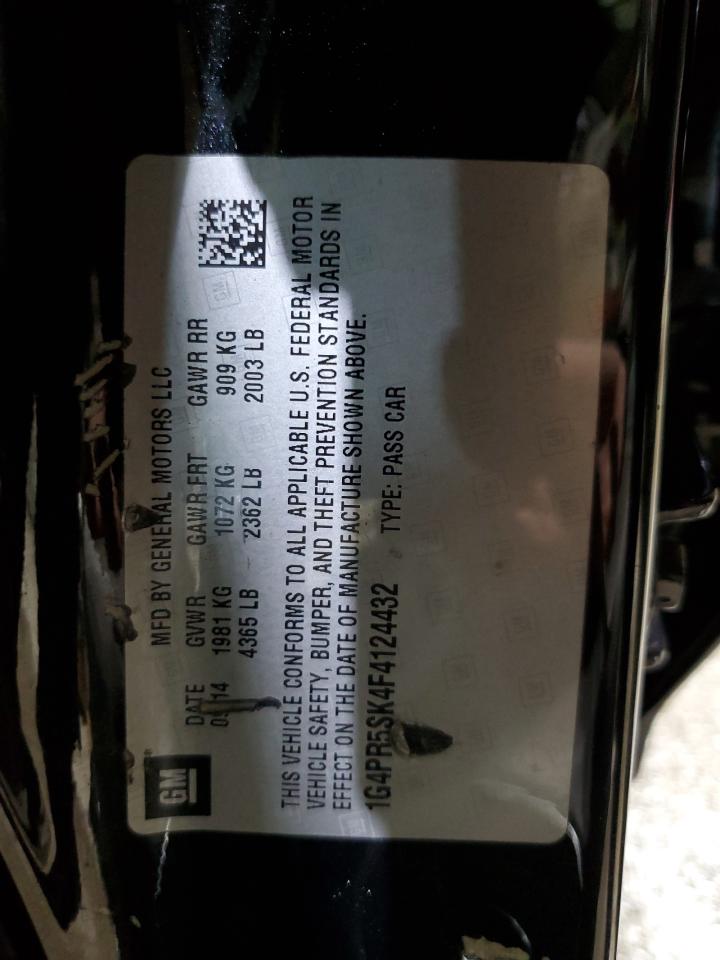 GM
MFD BY GENERAL MOTORS LLC
DATE GVWR GAWR FRT GAWR RR
1981 KG 1072 KG 909 KG
4365 LB 2362 LB 2003 LB
THIS VEHICLE CONFORMS TO ALL APPLICABLE U.S. FEDERAL MOTOR
VEHICLE SAFETY, BUMPER, AND THEFT PREVENTION STANDARDS IN
EFFECT ON THE DATE OF MANUFACTURE SHOWN ABOVE.
1G4PR5SK4F4124432 TYPE: PASS CAR